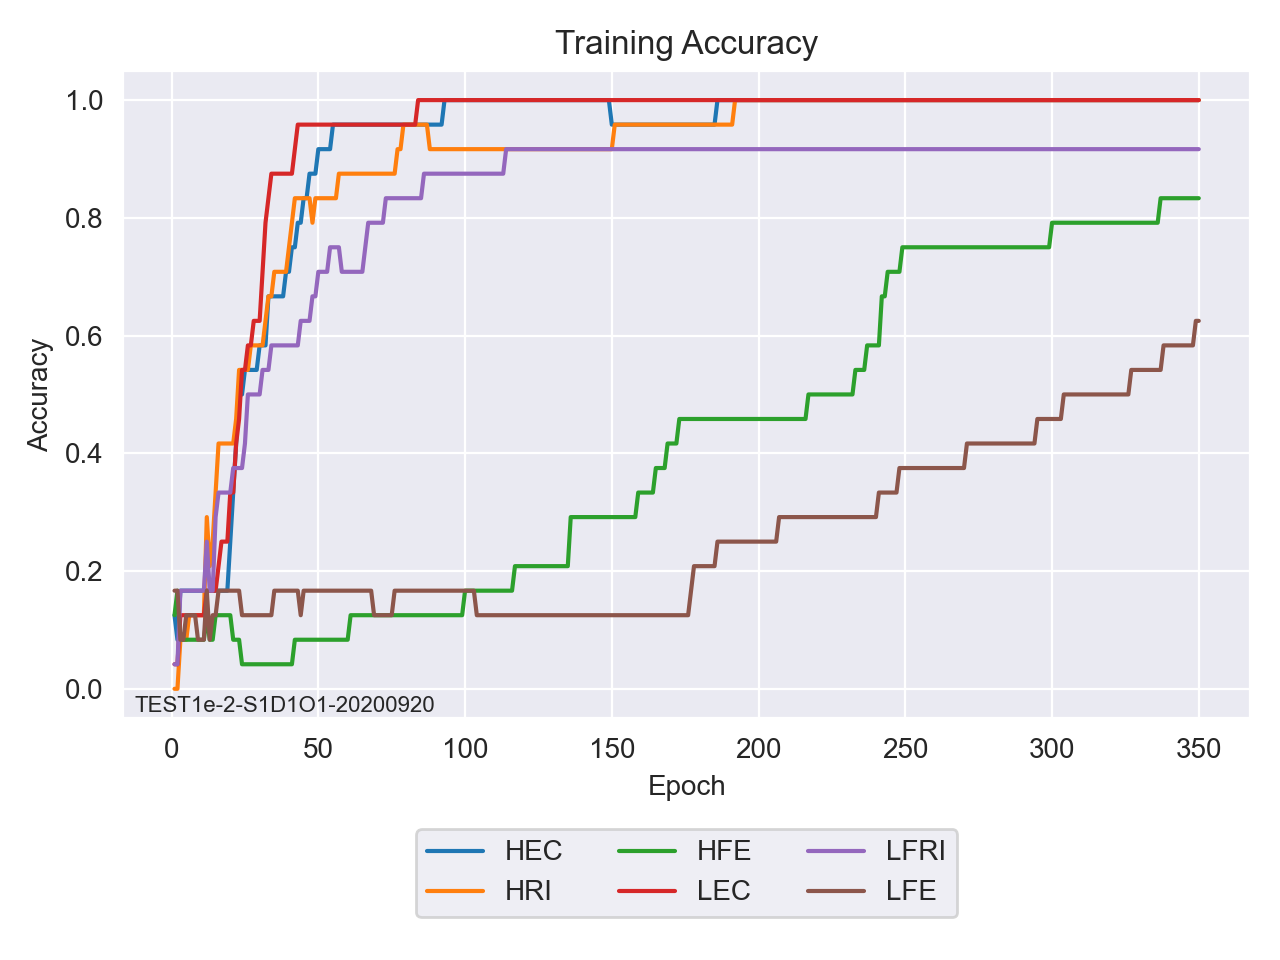 Training Accuracy
1.0
0.8
0.6
0.4
0.2
0.0
Accuracy
TEST1e-2-S1D1O1-20200920
0 50 100 150 200 250 300 350
Epoch
HEC HFE LFRI
HRI LEC LFE